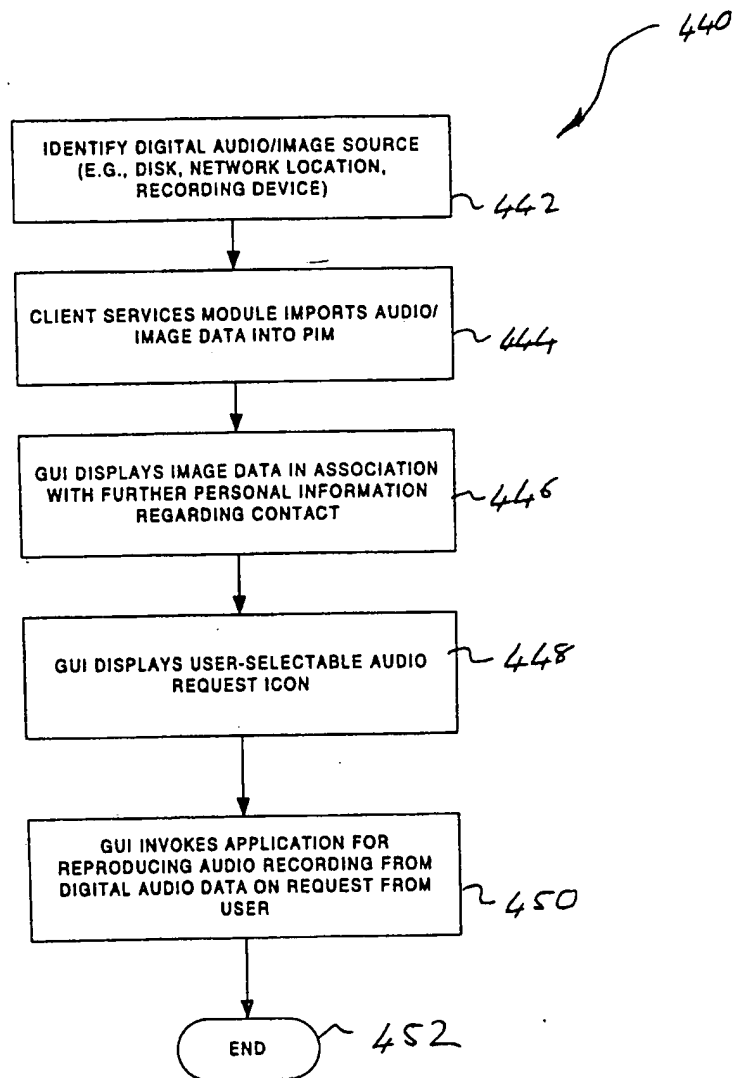 440
IDENTIFY DIGITAL AUDIO/IMAGE SOURCE
(E.G., DISK, NETWORK LOCATION,
RECORDING DEVICE)
442
CLIENT SERVICES MODULE IMPORTS AUDIO/
IMAGE DATA INTO PIM
444
GUI DISPLAYS IMAGE DATA IN ASSOCIATION
WITH FURTHER PERSONAL INFORMATION
REGARDING CONTACT
446
GUI DISPLAYS USER-SELECTABLE AUDIO
REQUEST ICON
448
GUI INVOKES APPLICATION FOR
REPRODUCING AUDIO RECORDING FROM
DIGITAL AUDIO DATA ON REQUEST FROM
USER
450
END
452